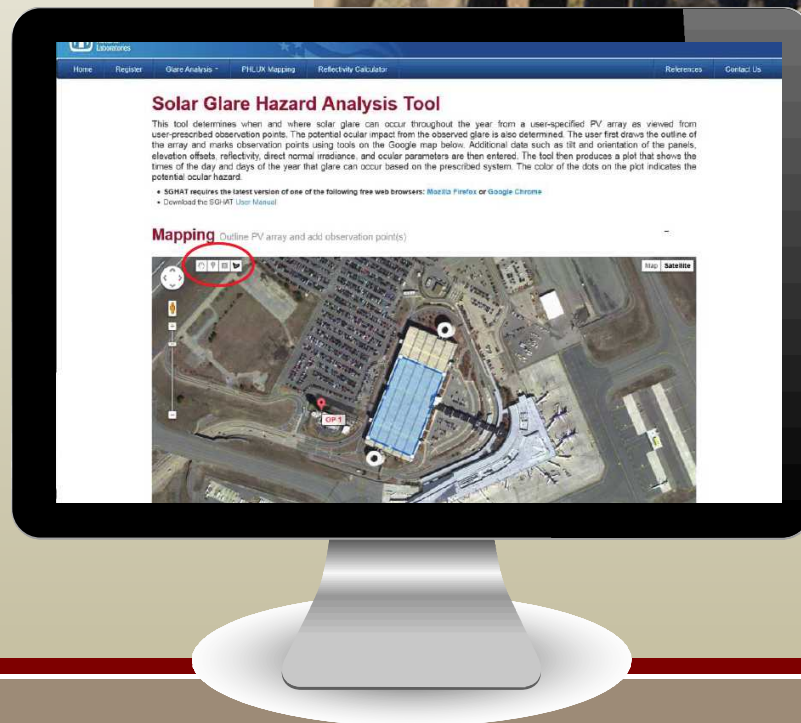 Laboratories
Home Register Glare Analysis PHLUX Mapping Reflectivity Calculator References Contact Us
Solar Glare Hazard Analysis Tool
This tool determines when and where solar glare can occur throughout the year from a user-specified PV array as viewed from
user-prescribed observation points. The potential ocular impact from the observed glare is also determined. The user first draws the outline of
the array and marks observation points using tools on the Google map below. Additional data such as tilt and orientation of the panels,
elevation offsets, reflectivity, direct normal irradiance, and ocular parameters are then entered. The tool then produces a plot that shows the
times of the day and days of the year that glare can occur based on the prescribed system. The color of the dots on the plot indicates the
potential ocular hazard.
• SGHAT requires the latest version of one of the following free web browsers: Mozilla Firefox or Google Chrome
• Download the SGHAT User Manual
Mapping Outline PV array and add observation point(s)
Map Satellite
OP 1